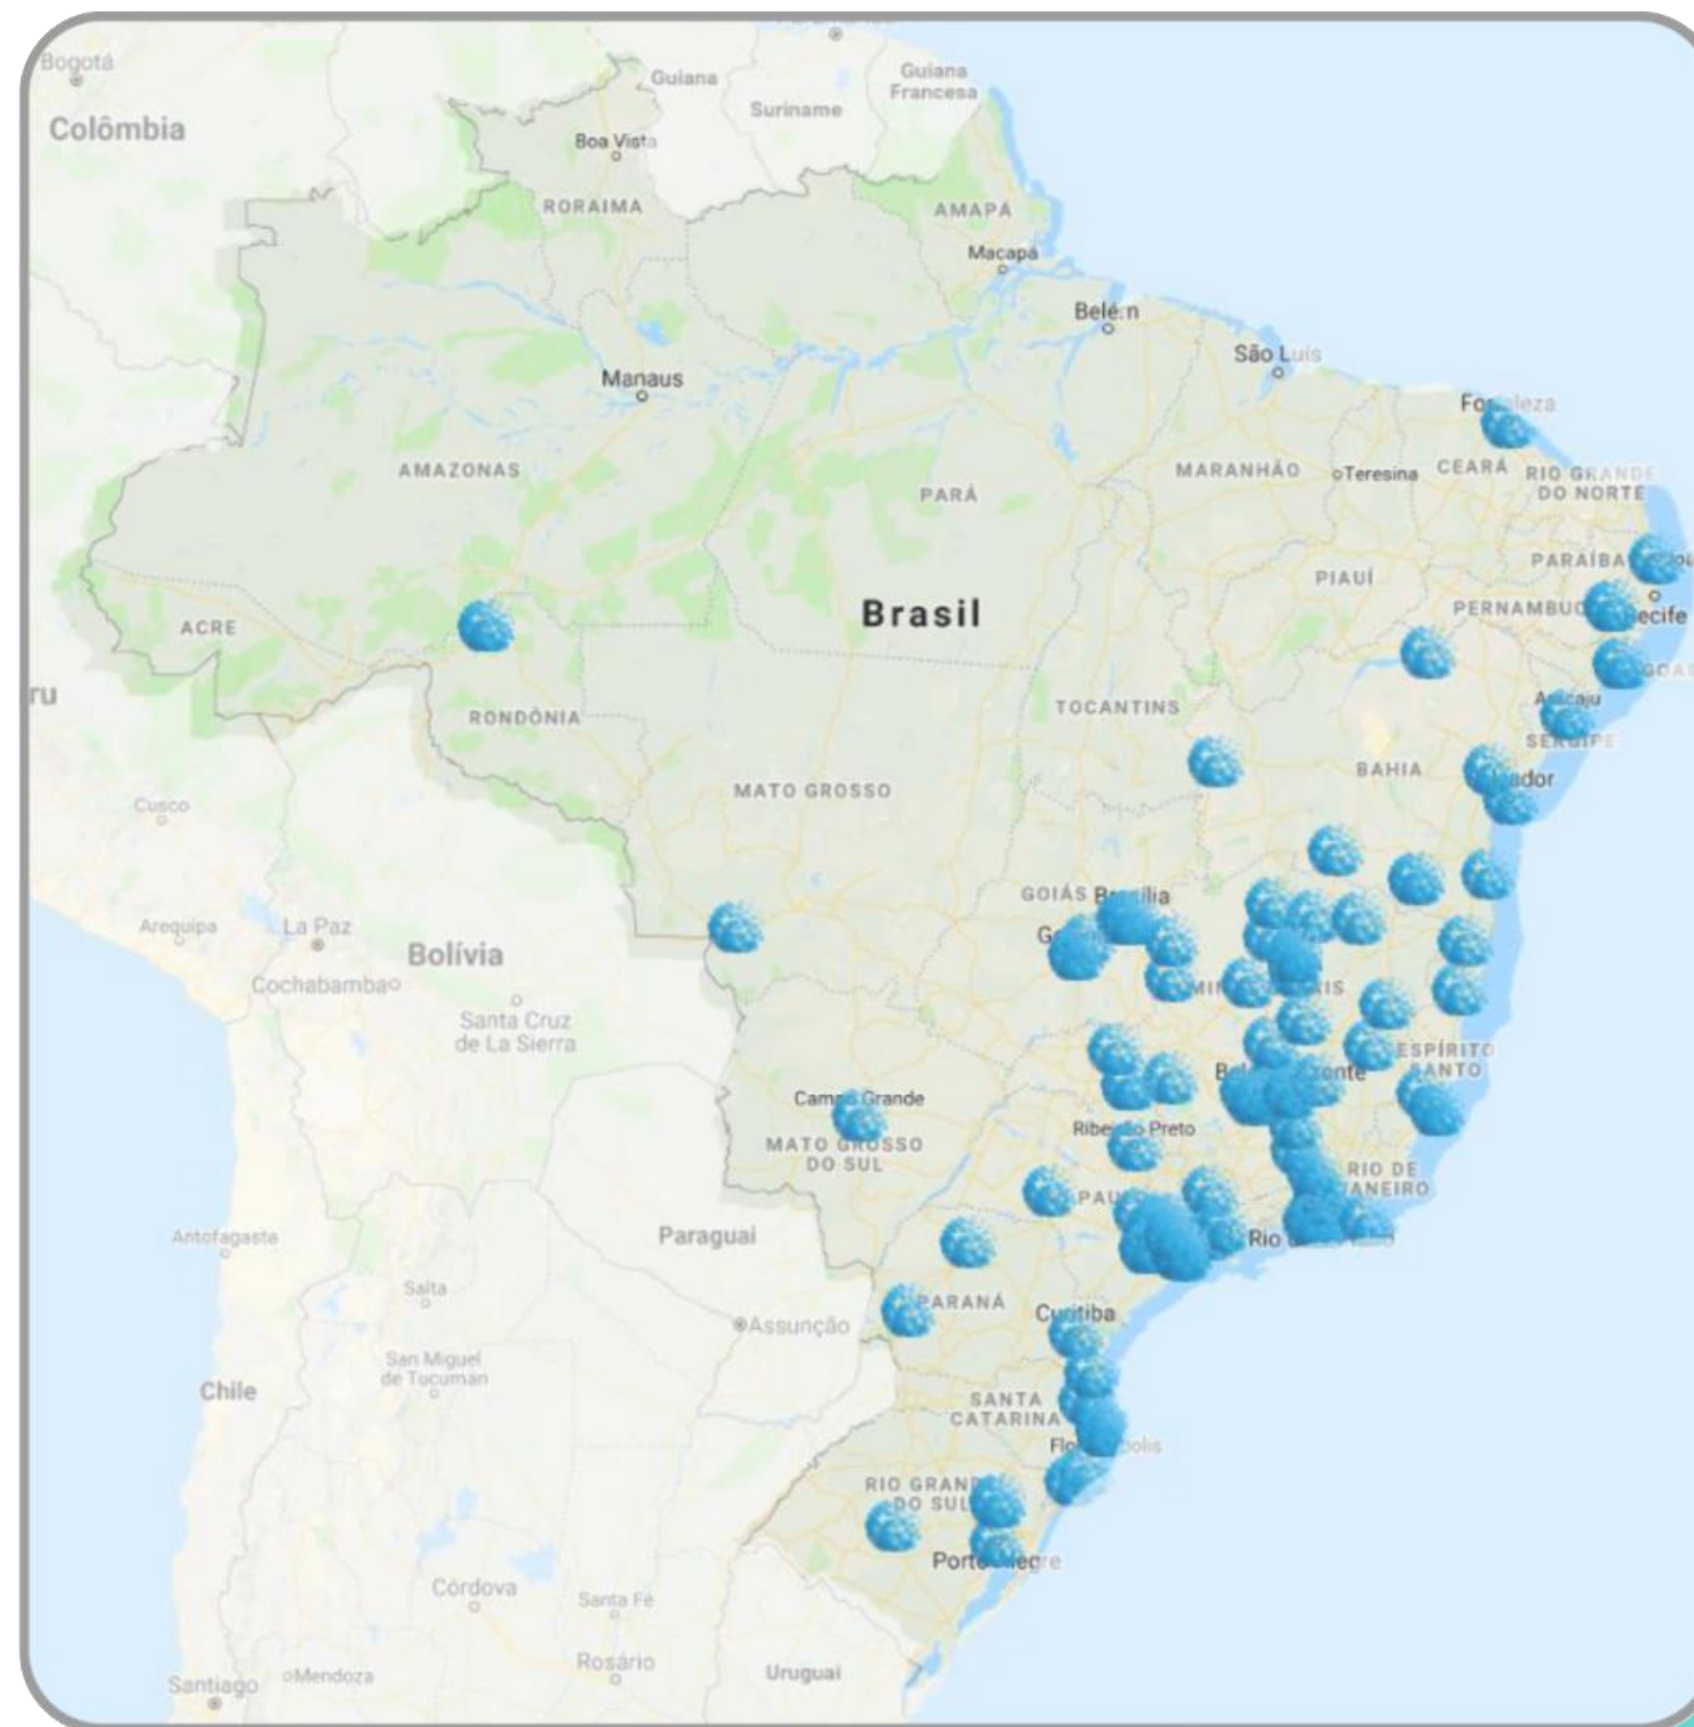 Bogotá
Guiana
Guiana
Francesa
Suriname
Colômbia
Boa Vista
RORAIMA
AMAPÁ
Macapá
Belém
São Luís
Manaus
AMAZONAS
PARÁ
MARANHÃO
Teresina
CEARÁ
RIO GRANDE
DO NORTE
PARAÍBA
PIAUÍ
Brasil
ACRE
RONDÔNIA
TOCANTINS
MATO GROSSO
BAHIA
SERGIPE
Cusco
GOIÁS
Arequipa
La Paz
Bolívia
Cochabamba
Santa Cruz
de La Sierra
ESPÍRITO
SANTO
Campo Grande
MATO GROSSO
DO SUL
Ribeirão Preto
RIO DE
JANEIRO
Antofagasta
Paraguai
Salta
PARANÁ
Curitiba
Assunção
San Miguel
de Tucumán
Chile
SANTA
CATARINA
RIO GRAND
DO SUL
Córdova
Santa Fé
Rosário
Santiago
Mendoza
Uruguai